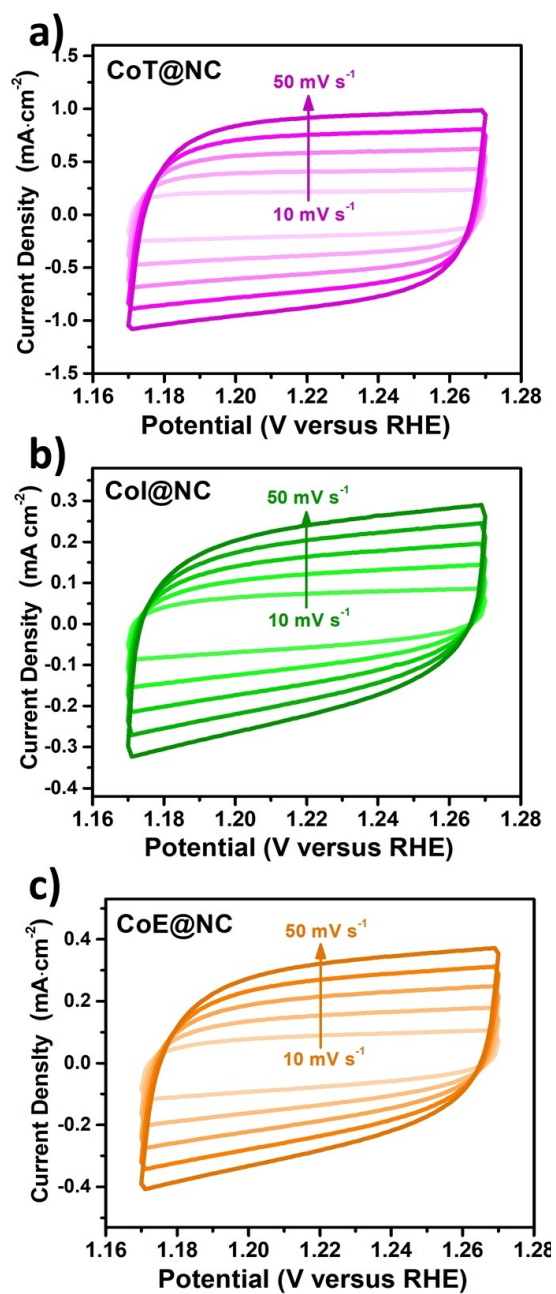 a)
CoT@NC
50 mV s⁻¹
10 mV s⁻¹
Current Density (mA·cm⁻²)
1.5
1.0
0.5
0.0
-0.5
-1.0
-1.5
1.16 1.18 1.20 1.22 1.24 1.26 1.28
Potential (V versus RHE)
b)
CoI@NC
50 mV s⁻¹
10 mV s⁻¹
Current Density (mA cm⁻²)
0.3
0.2
0.1
0.0
-0.1
-0.2
-0.3
-0.4
1.16 1.18 1.20 1.22 1.24 1.26 1.28
Potential (V versus RHE)
c)
CoE@NC
50 mV s⁻¹
10 mV s⁻¹
Current Density (mA·cm⁻²)
0.4
0.2
0.0
-0.2
-0.4
1.16 1.18 1.20 1.22 1.24 1.26 1.28
Potential (V versus RHE)